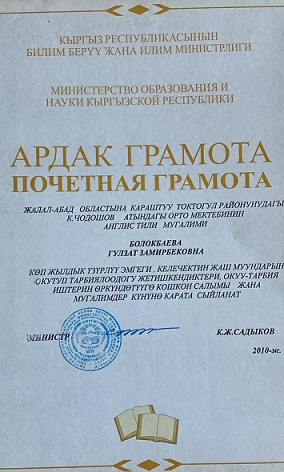 КЫРГЫЗ РЕСПУБЛИКАСЫНЫН
БИЛИМ БЕРҮҮ ЖАНА ИЛИМ МИНИСТРЛИГИ
МИНИСТЕРСТВО ОБРАЗОВАНИЯ И
НАУКИ КЫРГЫЗСКОЙ РЕСПУБЛИКИ
АРДАК ГРАМОТА
ПОЧЕТНАЯ ГРАМОТА
ЖАЛАЛ-АБАД ОБЛАСТЫНА КАРАШТУУ ТОКТОГУЛ РАЙОНУНУДАГЫ
К.ЧОДОШОВ АТЫНДАГЫ ОРТО МЕКТЕБИНИН
АНГЛИС ТИЛИ МУГАЛИМИ
БОЛОКБАЕВА
ГУЛЗАТ ЗАМИРБЕКОВНА
КӨП ЖЫЛДЫК ҮЗҮРЛҮҮ ЭМГЕГИ, КЕЛЕЧЕКТИН ЖАШ МУУНДАРЫН
ОКУТУП ТАРБИЯЛООДОГУ ЖЕТИШКЕНДИКТЕРИ, ОКУУ-ТАРБИЯ
ИШТЕРИН ӨРКҮНДӨТҮҮГӨ КОШКОН САЛЫМЫ ЖАНА
МУГАЛИМДЕР КҮНҮНӨ КАРАТА СЫЙЛАНАТ
МИНИСТР К.Ж.САДЫКОВ
2010-ж.